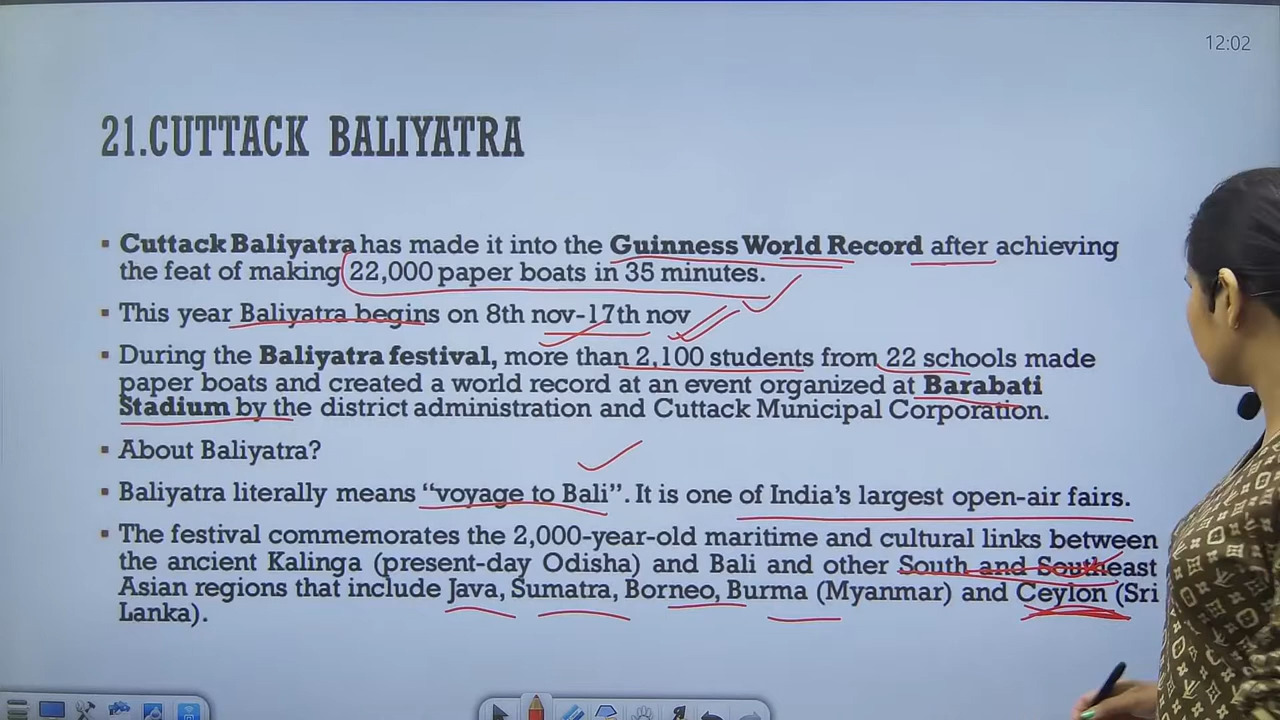 12:02
21.CUTTACK BALIYATRA
▪ Cuttack Baliyatra has made it into the Guinness World Record after achieving
the feat of making 22,000 paper boats in 35 minutes.
▪ This year Baliyatra begins on 8th nov-17th nov
▪ During the Baliyatra festival, more than 2,100 students from 22 schools made
paper boats and created a world record at an event organized at Barabati
Stadium by the district administration and Cuttack Municipal Corporation.
▪ About Baliyatra?
▪ Baliyatra literally means “voyage to Bali”. It is one of India’s largest open-air fairs.
▪ The festival commemorates the 2,000-year-old maritime and cultural links between
the ancient Kalinga (present-day Odisha) and Bali and other South and Southeast
Asian regions that include Java, Sumatra, Borneo, Burma (Myanmar) and Ceylon (Sri
Lanka).